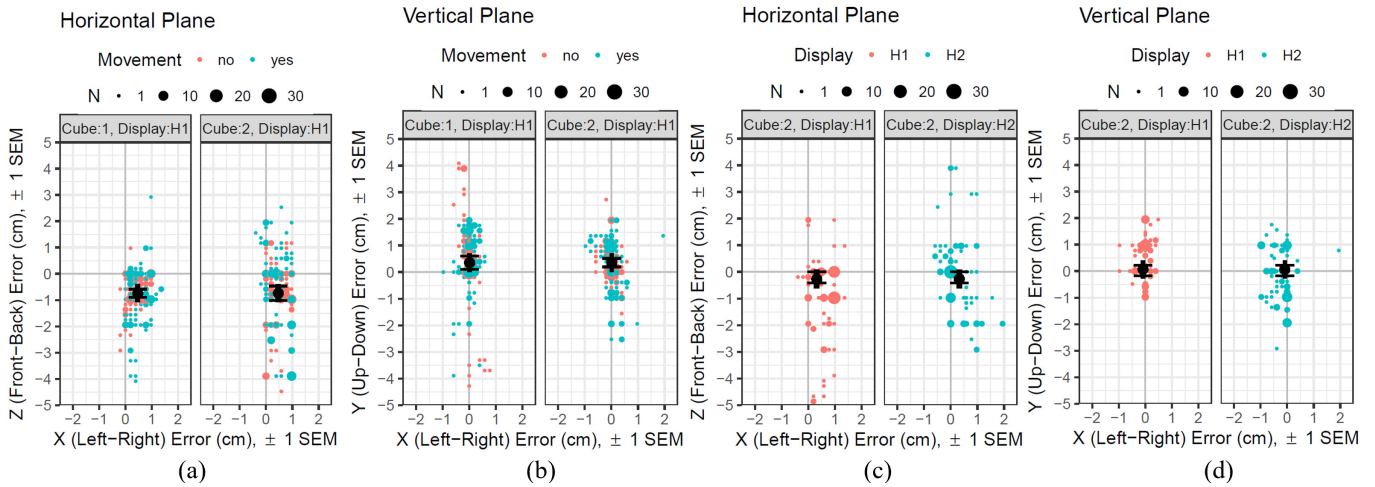 Horizontal Plane
Movement no yes
N 1 10 20 30
Cube:1, Display:H1 Cube:2, Display:H1
Z (Front−Back) Error (cm), ± 1 SEM
5
4
3
2
1
0
−1
−2
−3
−4
−5
−2 −1 0 1 2 −2 −1 0 1 2
X (Left−Right) Error (cm), ± 1 SEM
(a)
Vertical Plane
Movement no yes
N 1 10 20 30
Cube:1, Display:H1 Cube:2, Display:H1
Y (Up−Down) Error (cm), ± 1 SEM
5
4
3
2
1
0
−1
−2
−3
−4
−5
−2 −1 0 1 2 −2 −1 0 1 2
X (Left−Right) Error (cm), ± 1 SEM
(b)
Horizontal Plane
Display H1 H2
N 1 10 20 30
Cube:2, Display:H1 Cube:2, Display:H2
Z (Front−Back) Error (cm), ± 1 SEM
5
4
3
2
1
0
−1
−2
−3
−4
−5
−2 −1 0 1 2 −2 −1 0 1 2
X (Left−Right) Error (cm), ± 1 SEM
(c)
Vertical Plane
Display H1 H2
N 1 10 20 30
Cube:2, Display:H1 Cube:2, Display:H2
Y (Up−Down) Error (cm), ± 1 SEM
5
4
3
2
1
0
−1
−2
−3
−4
−5
−2 −1 0 1 2 −2 −1 0 1 2
X (Left−Right) Error (cm), ± 1 SEM
(d)